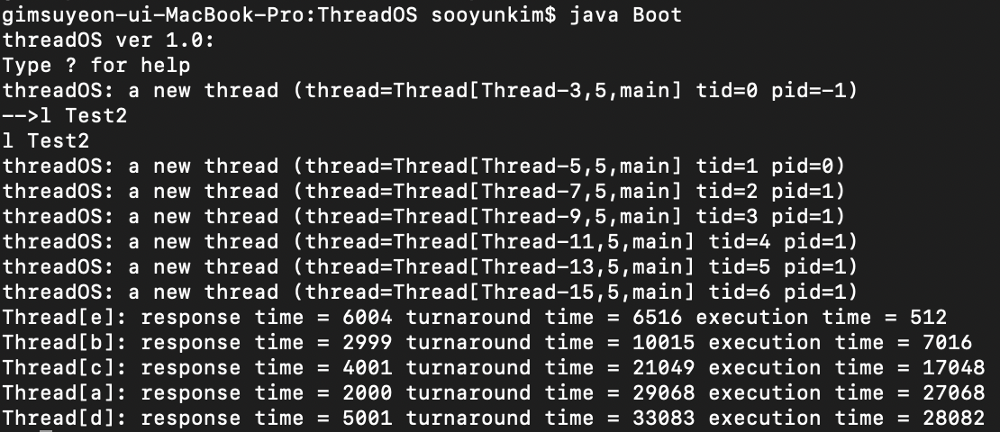 gimsuyeon-ui-MacBook-Pro:ThreadOS sooyunkim$ java Boot
threadOS ver 1.0:
Type ? for help
threadOS: a new thread (thread=Thread[Thread-3,5,main] tid=0 pid=-1)
-->l Test2
l Test2
threadOS: a new thread (thread=Thread[Thread-5,5,main] tid=1 pid=0)
threadOS: a new thread (thread=Thread[Thread-7,5,main] tid=2 pid=1)
threadOS: a new thread (thread=Thread[Thread-9,5,main] tid=3 pid=1)
threadOS: a new thread (thread=Thread[Thread-11,5,main] tid=4 pid=1)
threadOS: a new thread (thread=Thread[Thread-13,5,main] tid=5 pid=1)
threadOS: a new thread (thread=Thread[Thread-15,5,main] tid=6 pid=1)
Thread[e]: response time = 6004 turnaround time = 6516 execution time = 512
Thread[b]: response time = 2999 turnaround time = 10015 execution time = 7016
Thread[c]: response time = 4001 turnaround time = 21049 execution time = 17048
Thread[a]: response time = 2000 turnaround time = 29068 execution time = 27068
Thread[d]: response time = 5001 turnaround time = 33083 execution time = 28082